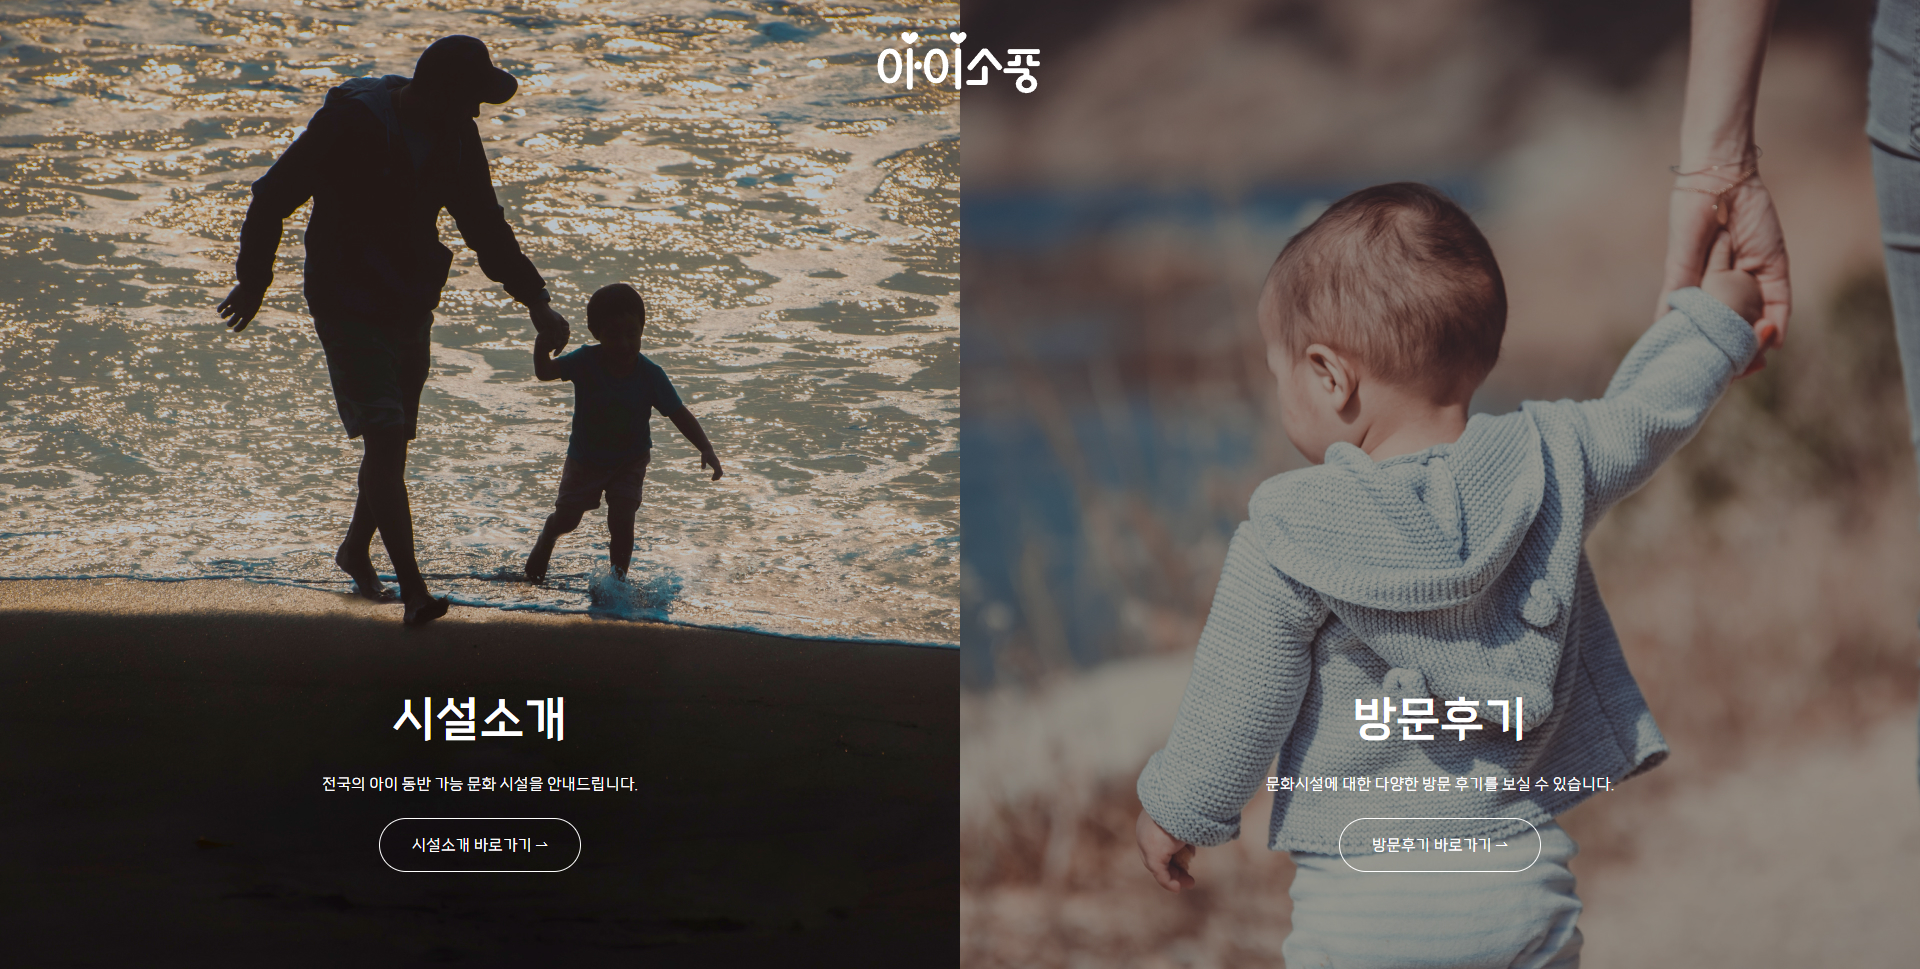 아이소풍
시설소개
전국의 아이 동반 가능 문화 시설을 안내드립니다.
시설소개 바로가기 ⇀
방문후기
문화시설에 대한 다양한 방문 후기를 보실 수 있습니다.
방문후기 바로가기 ⇀